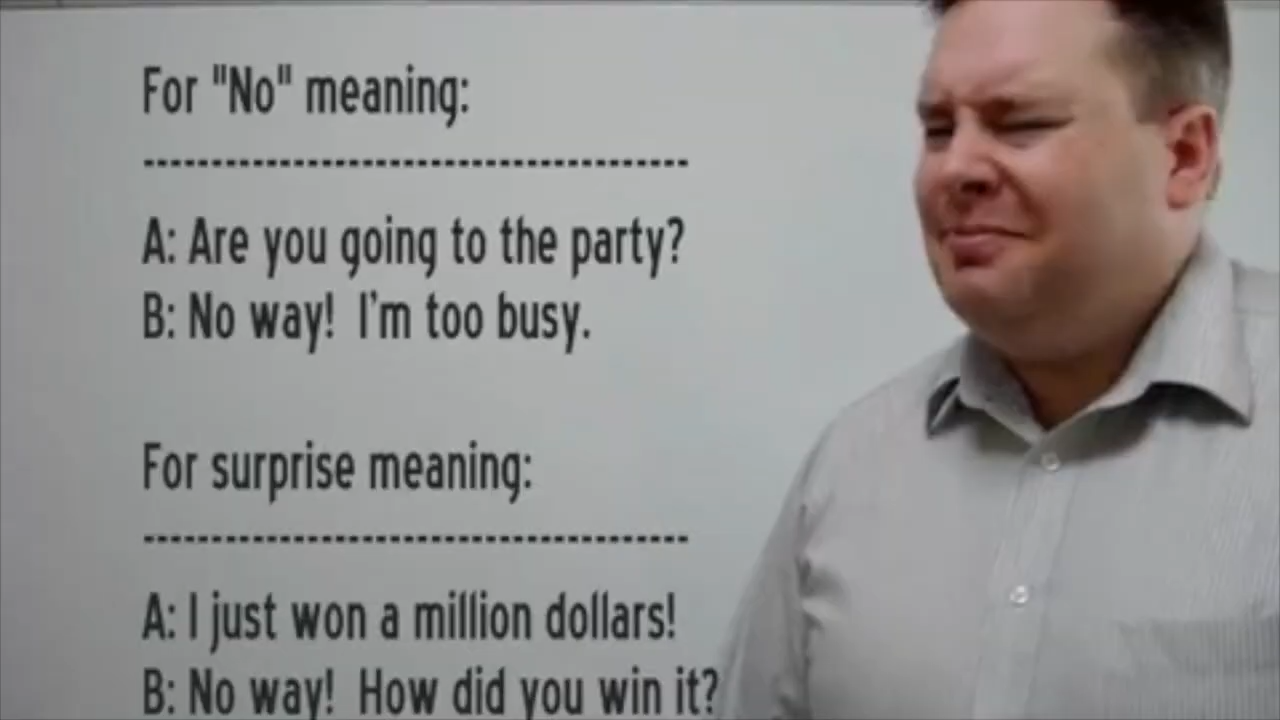 For "No" meaning:
----------------------------------------
A: Are you going to the party?
B: No way!  I'm too busy.
For surprise meaning:
----------------------------------------
A: I just won a million dollars!
B: No way!  How did you win it?